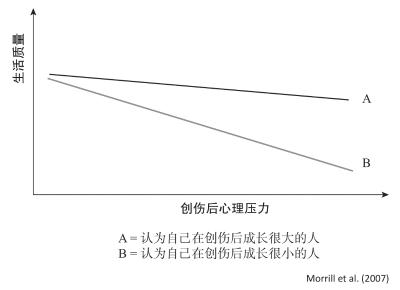 生活质量
A
B
创伤后心理压力
A = 认为自己在创伤后成长很大的人
B = 认为自己在创伤后成长很小的人
Morrill et al. (2007)